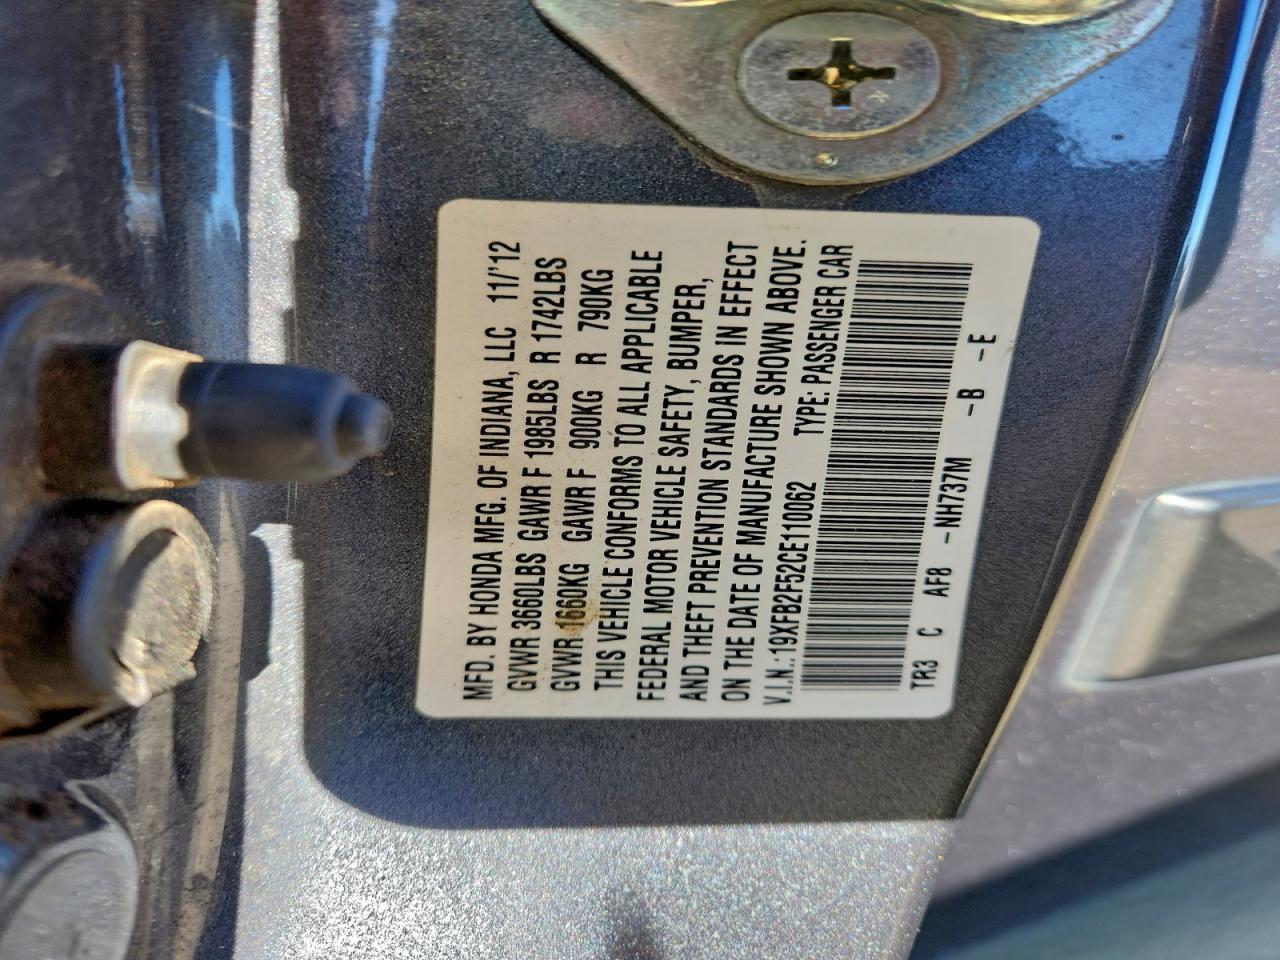 MFD. BY HONDA MFG. OF INDIANA, LLC 11/'12
GVWR 3660LBS GAWR F 1985LBS R 1742LBS
GVWR 1660KG GAWR F 900KG R 790KG
THIS VEHICLE CONFORMS TO ALL APPLICABLE
FEDERAL MOTOR VEHICLE SAFETY, BUMPER,
AND THEFT PREVENTION STANDARDS IN EFFECT
ON THE DATE OF MANUFACTURE SHOWN ABOVE.
V.I.N.: 19XFB2F52CE110062 TYPE: PASSENGER CAR
TR3 C AF8 -NH737M -B -E